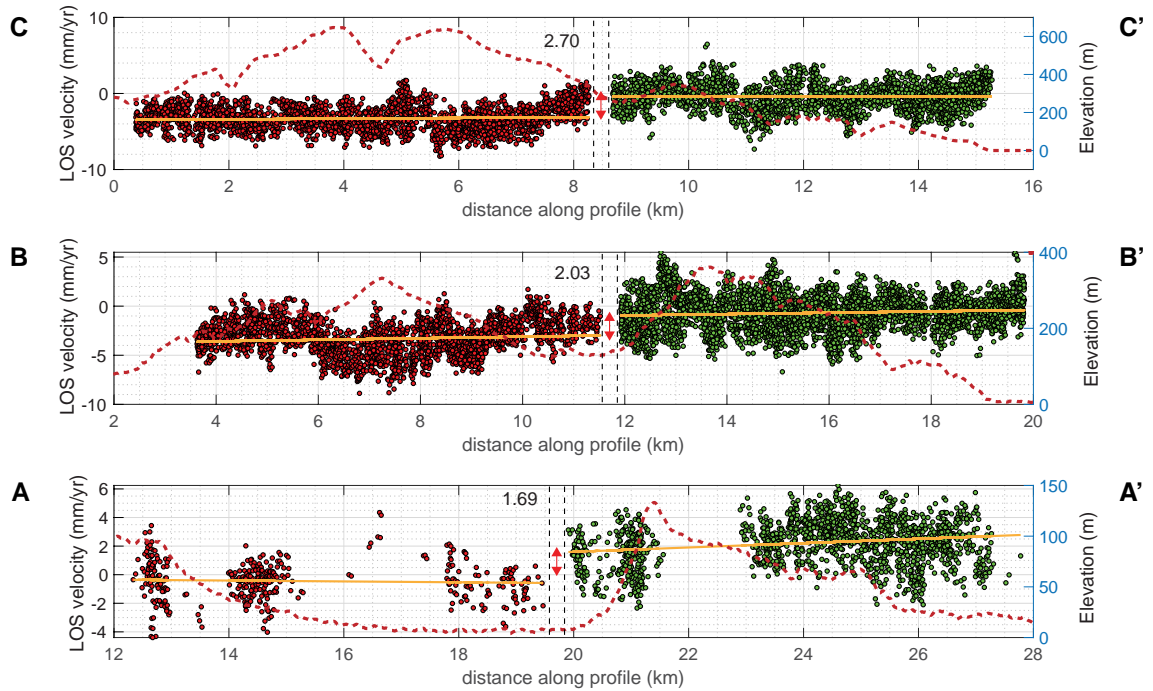 C
C'
LOS velocity (mm/yr)
10
0
-10
2.70
600
400
200
0
Elevation (m)
0 2 4 6 8 10 12 14 16
distance along profile (km)
B
B'
LOS velocity (mm/yr)
5
0
-5
-10
2.03
400
200
0
Elevation (m)
2 4 6 8 10 12 14 16 18 20
distance along profile (km)
A
A'
LOS velocity (mm/yr)
6
4
2
0
-2
-4
1.69
150
100
50
0
Elevation (m)
12 14 16 18 20 22 24 26 28
distance along profile (km)